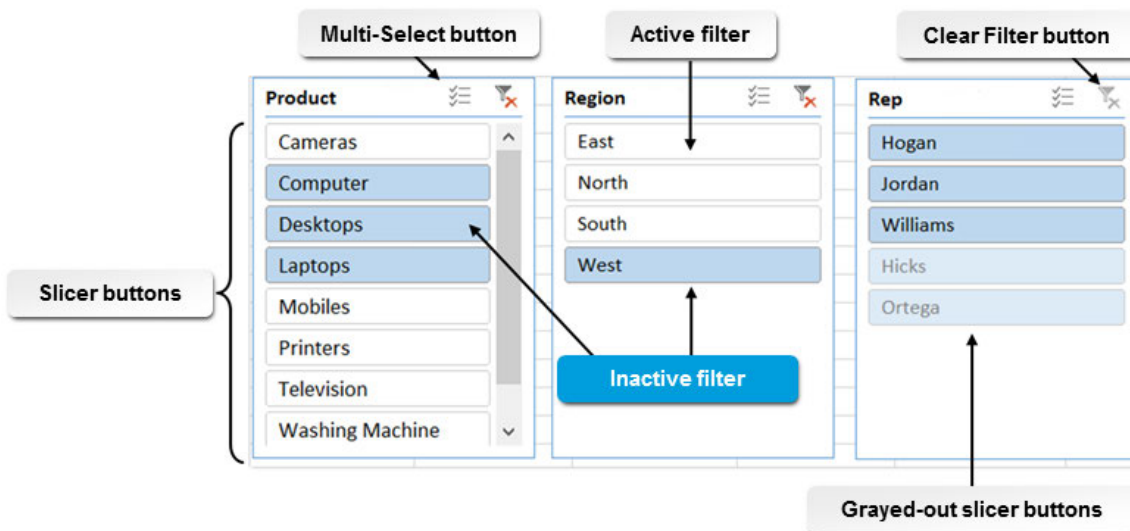 Multi-Select button
Active filter
Clear Filter button
Product
Region
Rep
Cameras
Computer
Desktops
Laptops
Mobiles
Printers
Television
Washing Machine
East
North
South
West
Hogan
Jordan
Williams
Hicks
Ortega
Slicer buttons
Inactive filter
Grayed-out slicer buttons